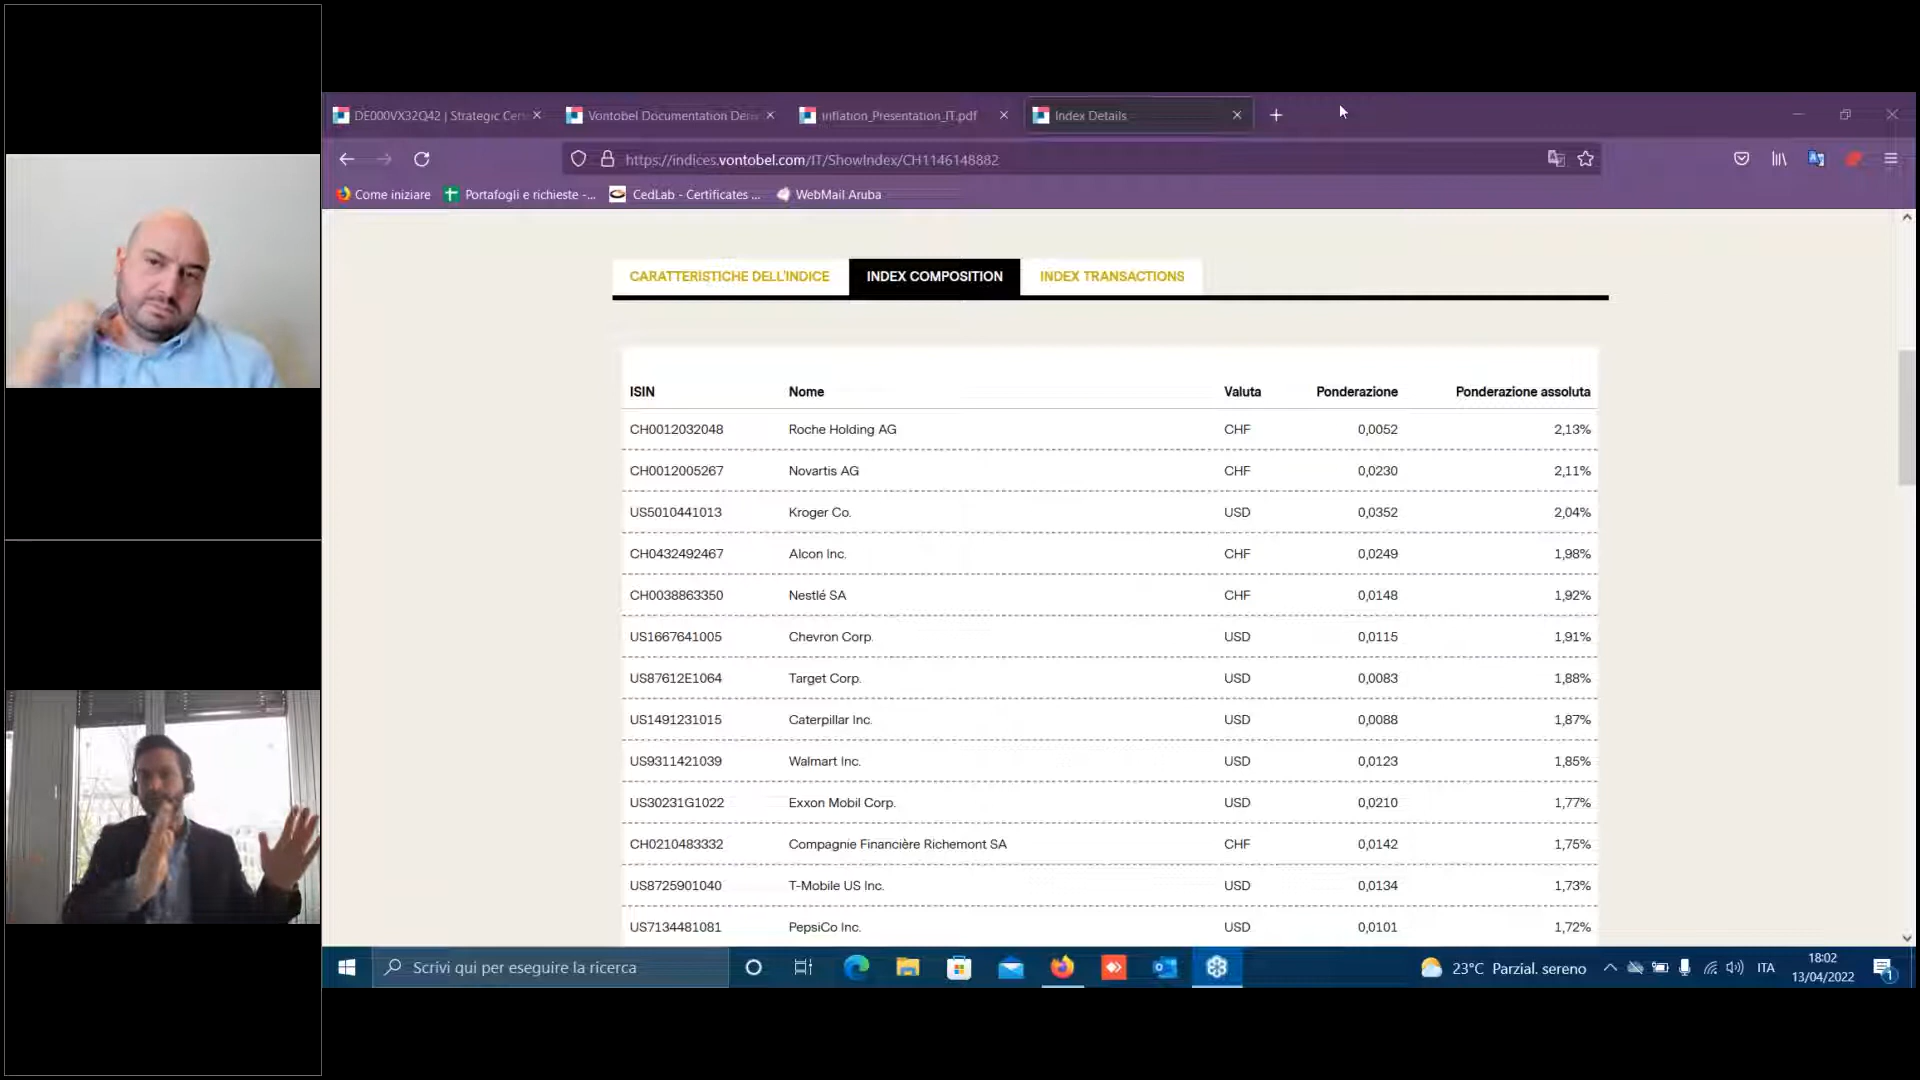 DE000VX32Q42 | Strategic Cer
Vontobel Documentation Deri
Inflation_Presentation_IT.pdf
Index Details
https://indices.vontobel.com/IT/ShowIndex/CH1146148882
Come iniziare
Portafogli e richieste -...
CedLab - Certificates ...
WebMail Aruba
CARATTERISTICHE DELL'INDICE
INDEX COMPOSITION
INDEX TRANSACTIONS
ISIN Nome Valuta Ponderazione Ponderazione assoluta
CH0012032048 Roche Holding AG CHF 0,0052 2,13%
CH0012005267 Novartis AG CHF 0,0230 2,11%
US5010441013 Kroger Co. USD 0,0352 2,04%
CH0432492467 Alcon Inc. CHF 0,0249 1,98%
CH0038863350 Nestlé SA CHF 0,0148 1,92%
US1667641005 Chevron Corp. USD 0,0115 1,91%
US87612E1064 Target Corp. USD 0,0083 1,88%
US1491231015 Caterpillar Inc. USD 0,0088 1,87%
US9311421039 Walmart Inc. USD 0,0123 1,85%
US30231G1022 Exxon Mobil Corp. USD 0,0210 1,77%
CH0210483332 Compagnie Financière Richemont SA CHF 0,0142 1,75%
US8725901040 T-Mobile US Inc. USD 0,0134 1,73%
US7134481081 PepsiCo Inc. USD 0,0101 1,72%
Scrivi qui per eseguire la ricerca
23°C Parzial. sereno
ITA
18:02
13/04/2022
1